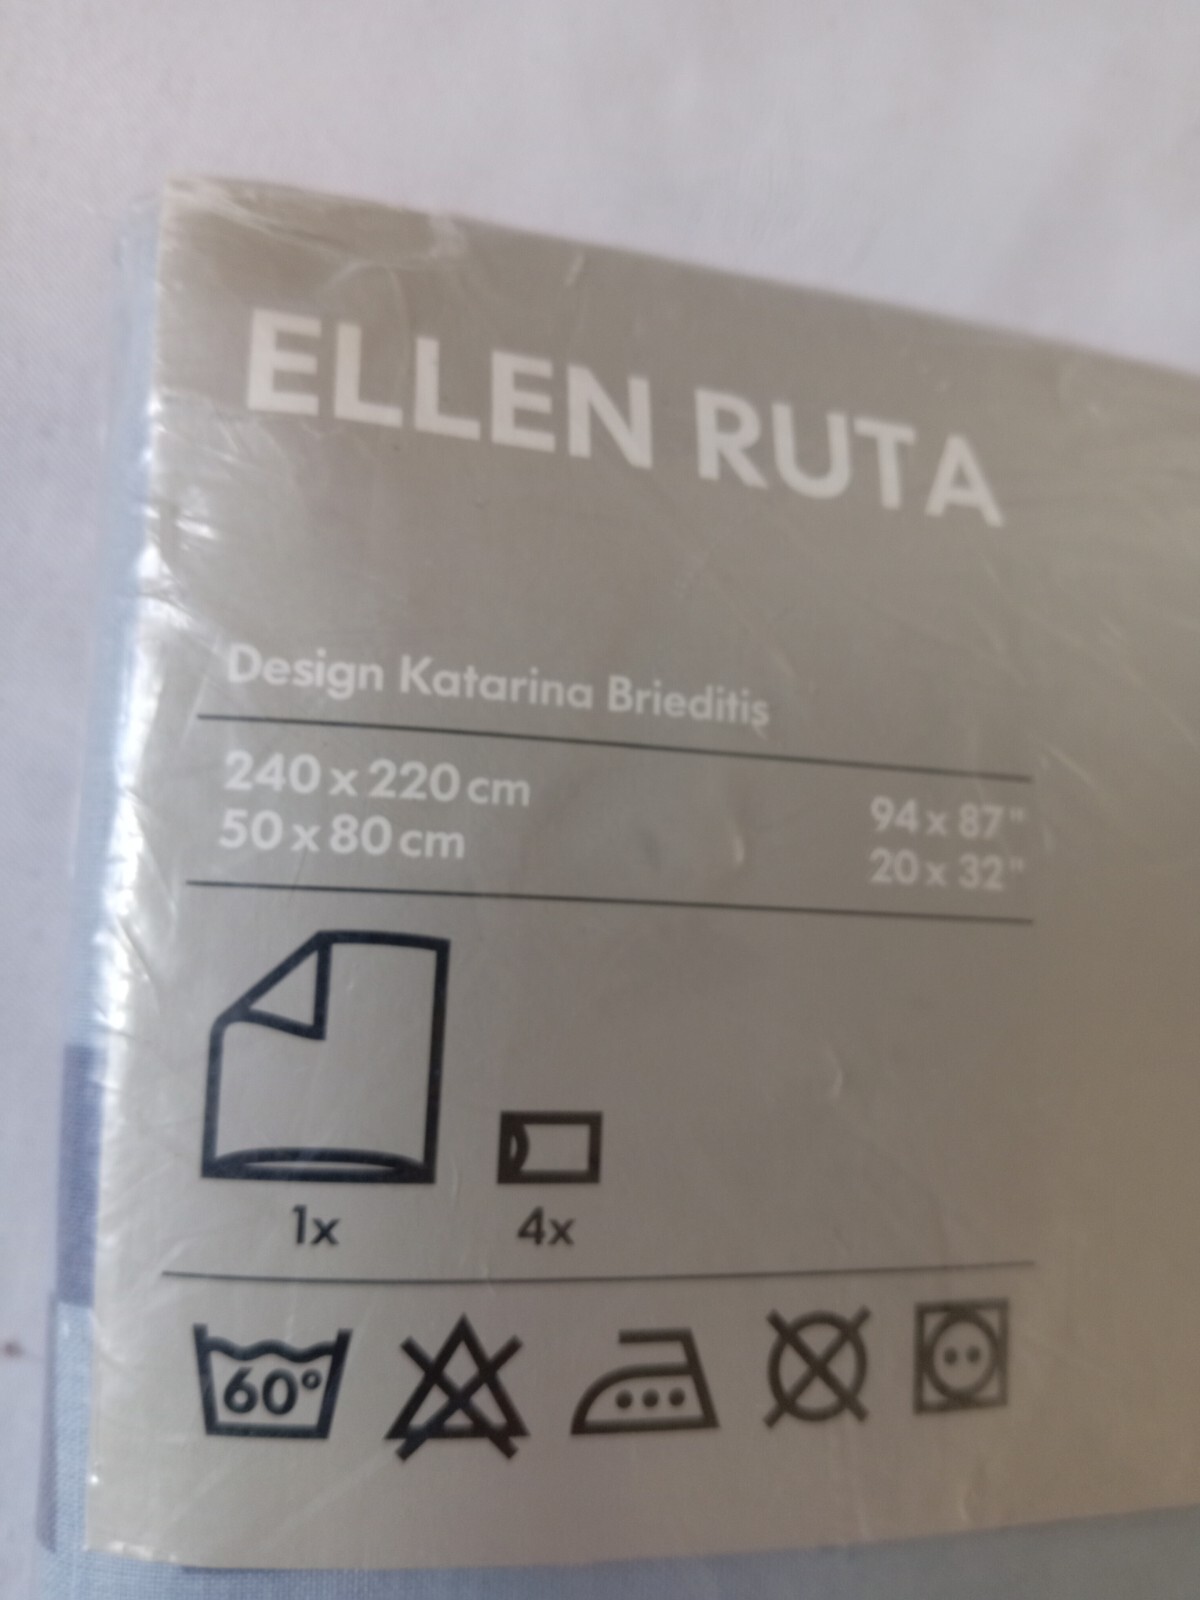 ELLEN RUTA
Design Katarina Brieditis
240 x 220 cm 94 x 87"
50 x 80 cm 20 x 32"
1x 4x
60°